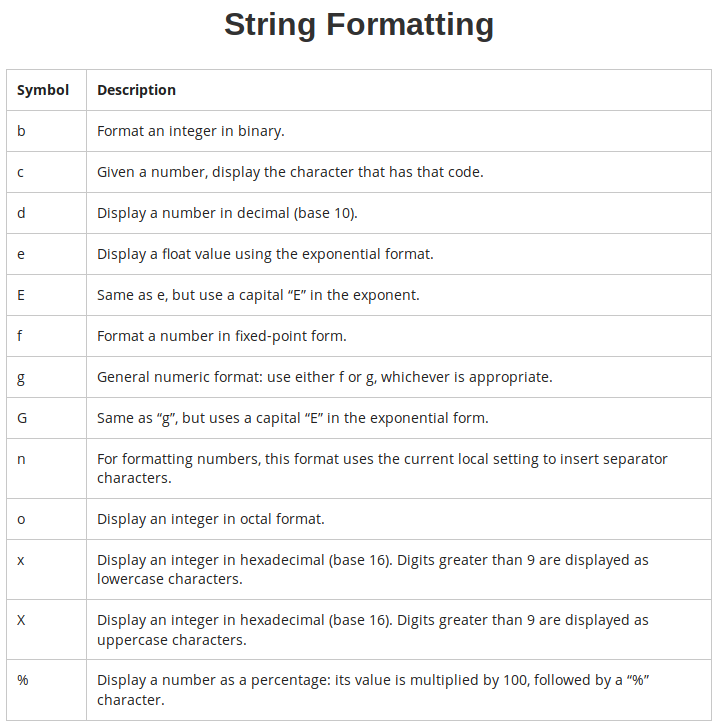 String Formatting
Symbol Description
b Format an integer in binary.
c Given a number, display the character that has that code.
d Display a number in decimal (base 10).
e Display a float value using the exponential format.
E Same as e, but use a capital “E” in the exponent.
f Format a number in fixed-point form.
g General numeric format: use either f or g, whichever is appropriate.
G Same as “g”, but uses a capital “E” in the exponential form.
n For formatting numbers, this format uses the current local setting to insert separator
characters.
o Display an integer in octal format.
x Display an integer in hexadecimal (base 16). Digits greater than 9 are displayed as
lowercase characters.
X Display an integer in hexadecimal (base 16). Digits greater than 9 are displayed as
uppercase characters.
% Display a number as a percentage: its value is multiplied by 100, followed by a “%”
character.